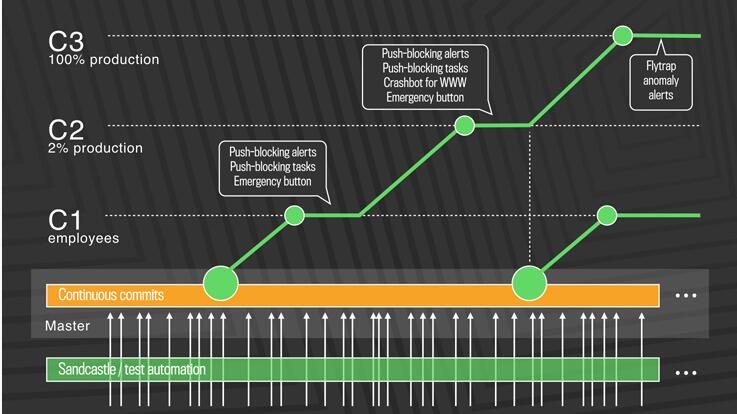 C3
100% production
Push-blocking alerts
Push-blocking tasks
Crashbot for WWW
Emergency button
Flytrap
anomaly
alerts
C2
2% production
Push-blocking alerts
Push-blocking tasks
Emergency button
C1
employees
Continuous commits
...
Master
Sandcastle / test automation
...